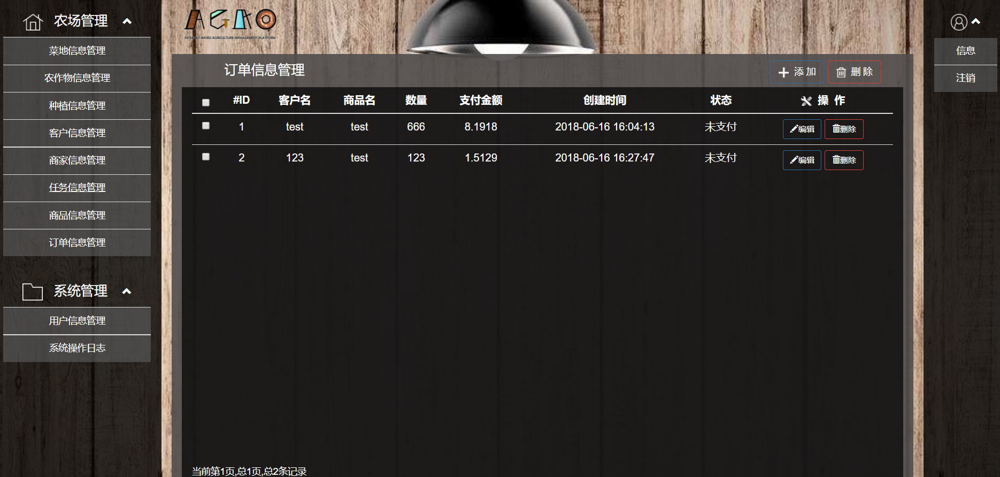 农场管理
菜地信息管理
农作物信息管理
种植信息管理
客户信息管理
商家信息管理
任务信息管理
商品信息管理
订单信息管理
系统管理
用户信息管理
系统操作日志
AGRO
INTERNET-BASED AGRICULTURE MANAGEMENT PLATFORM
订单信息管理
添加 删除
#ID 客户名 商品名 数量 支付金额 创建时间 状态 操 作
1 test test 666 8.1918 2018-06-16 16:04:13 未支付 编辑 删除
2 123 test 123 1.5129 2018-06-16 16:27:47 未支付 编辑 删除
当前第1页,总1页,总2条记录
信息
注销